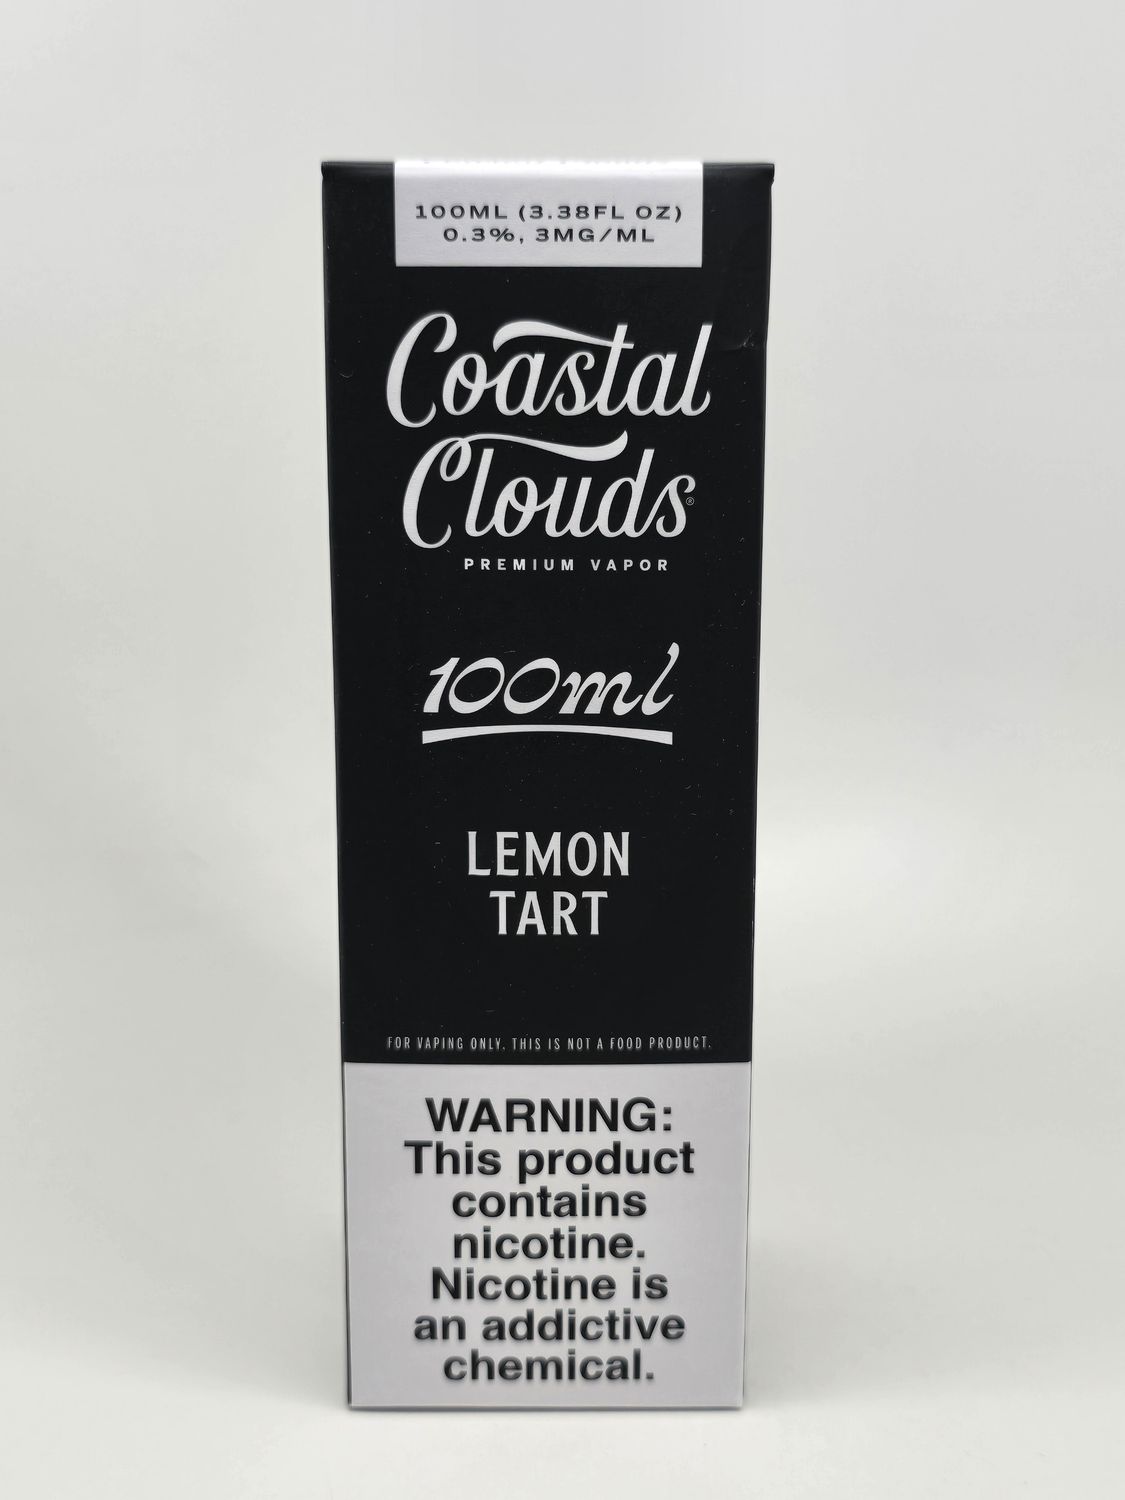 100ML (3.38FL OZ)
0.3%, 3MG/ML
Coastal
Clouds®
PREMIUM VAPOR
100ml
LEMON
TART
FOR VAPING ONLY. THIS IS NOT A FOOD PRODUCT.
WARNING:
This product
contains
nicotine.
Nicotine is
an addictive
chemical.